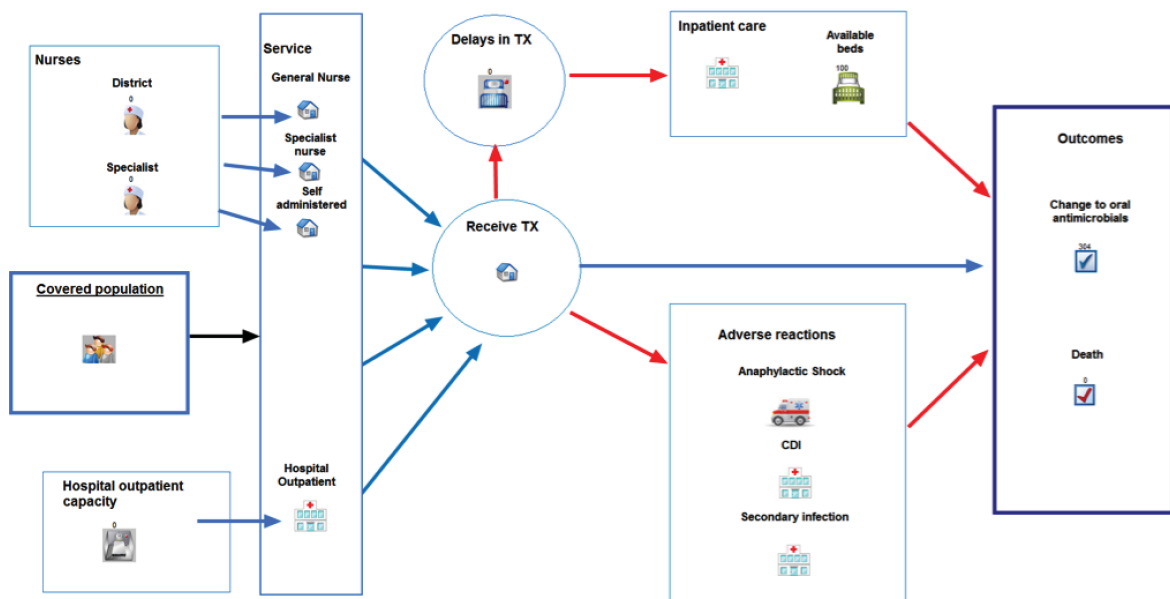 Nurses
District
0
Specialist
0
Covered population
Hospital outpatient
capacity
0
Service
General Nurse
Specialist
nurse
Self
administered
Hospital
Outpatient
Delays in TX
0
Receive TX
Inpatient care
Available
beds
100
Adverse reactions
Anaphylactic Shock
CDI
Secondary infection
Outcomes
Change to oral
antimicrobials
304
Death
0